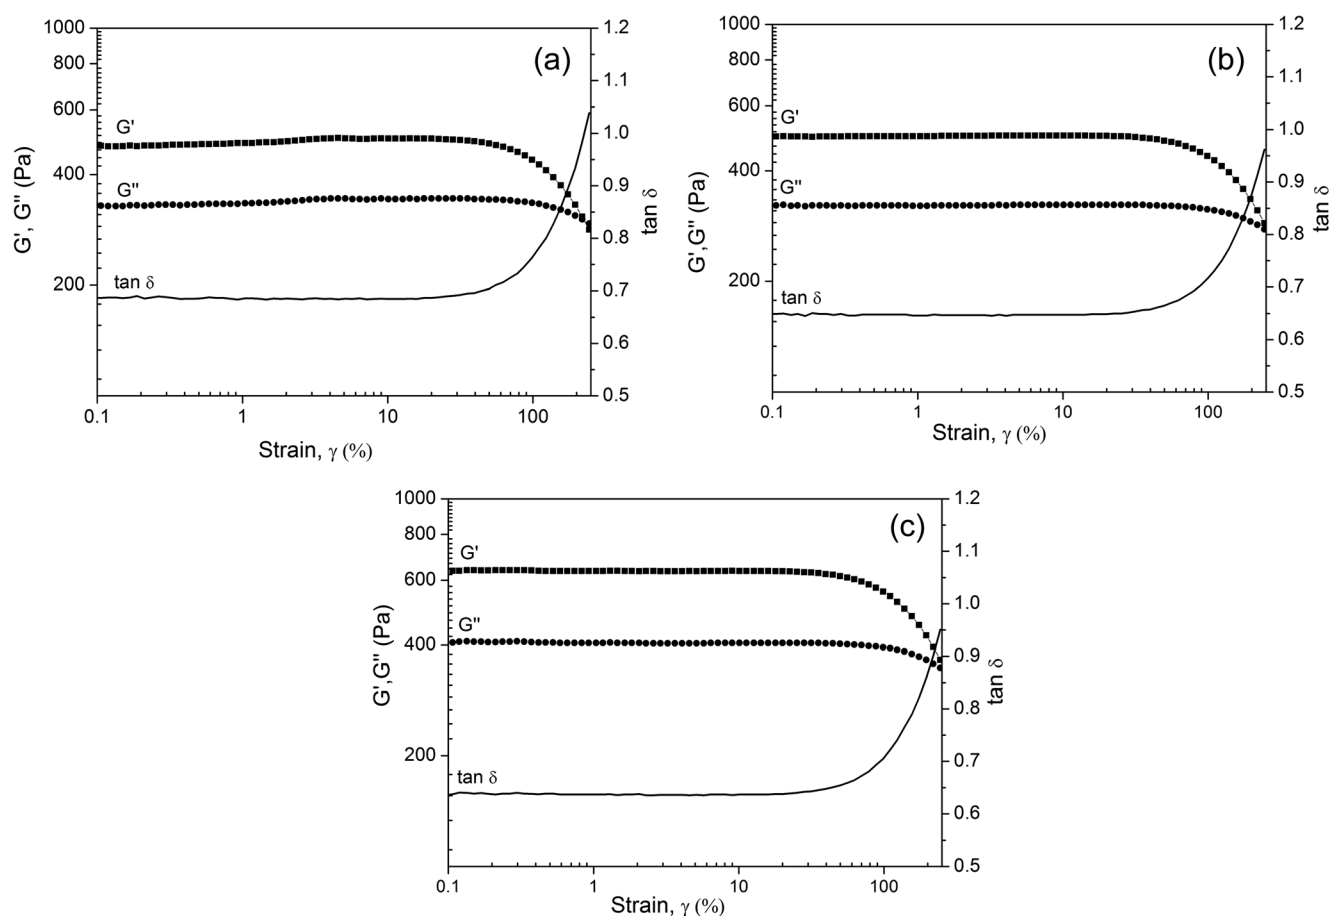 (a)
G', G'' (Pa)
1000
800
600
400
200
G'
G''
tan δ
1.2
1.1
1.0
0.9
0.8
0.7
0.6
0.5
tan δ
0.1 1 10 100
Strain, γ (%)
(b)
G',G'' (Pa)
1000
800
600
400
200
G'
G''
tan δ
1.2
1.1
1.0
0.9
0.8
0.7
0.6
0.5
tan δ
0.1 1 10 100
Strain, γ (%)
(c)
G',G'' (Pa)
1000
800
600
400
200
G'
G''
tan δ
1.2
1.1
1.0
0.9
0.8
0.7
0.6
0.5
tan δ
0.1 1 10 100
Strain, γ (%)